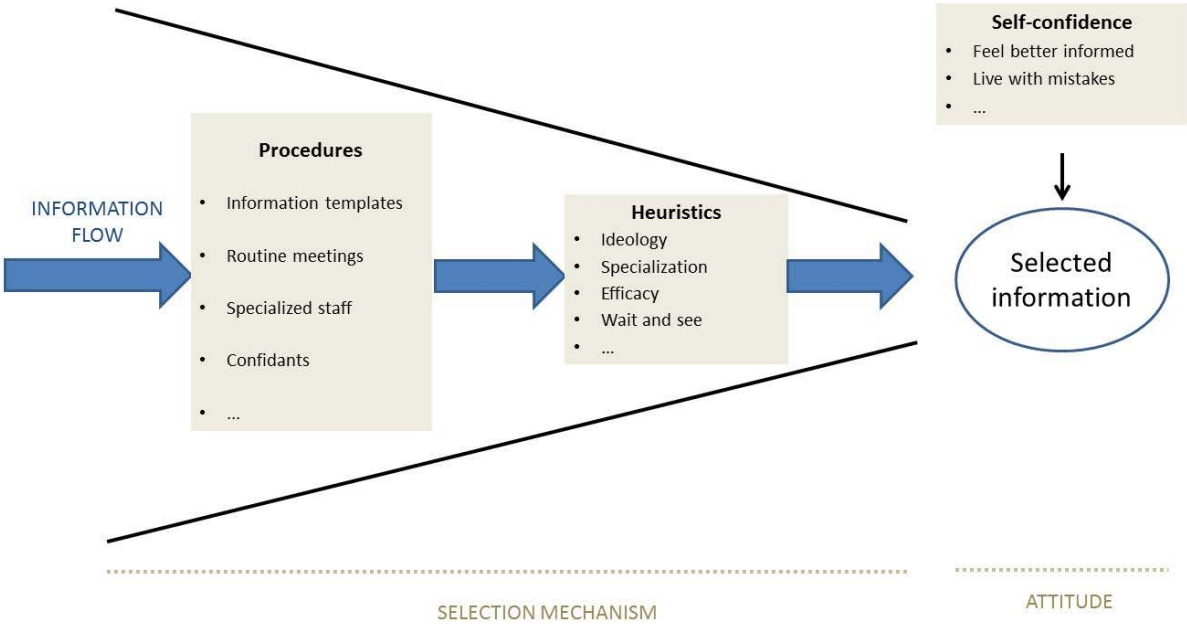 Self-confidence
• Feel better informed
• Live with mistakes
• ...
Procedures
• Information templates
• Routine meetings
• Specialized staff
• Confidants
• ...
INFORMATION
FLOW
Heuristics
• Ideology
• Specialization
• Efficacy
• Wait and see
• ...
Selected
information
SELECTION MECHANISM
ATTITUDE